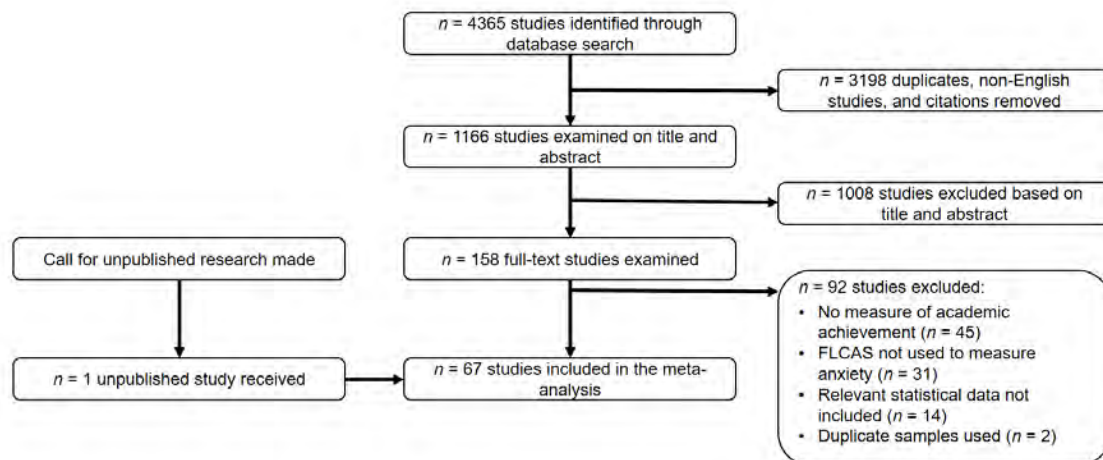 n = 4365 studies identified through
database search
n = 3198 duplicates, non-English
studies, and citations removed
n = 1166 studies examined on title and
abstract
n = 1008 studies excluded based on
title and abstract
Call for unpublished research made
n = 158 full-text studies examined
n = 92 studies excluded:
• No measure of academic
achievement (n = 45)
• FLCAS not used to measure
anxiety (n = 31)
• Relevant statistical data not
included (n = 14)
• Duplicate samples used (n = 2)
n = 1 unpublished study received
n = 67 studies included in the meta-
analysis